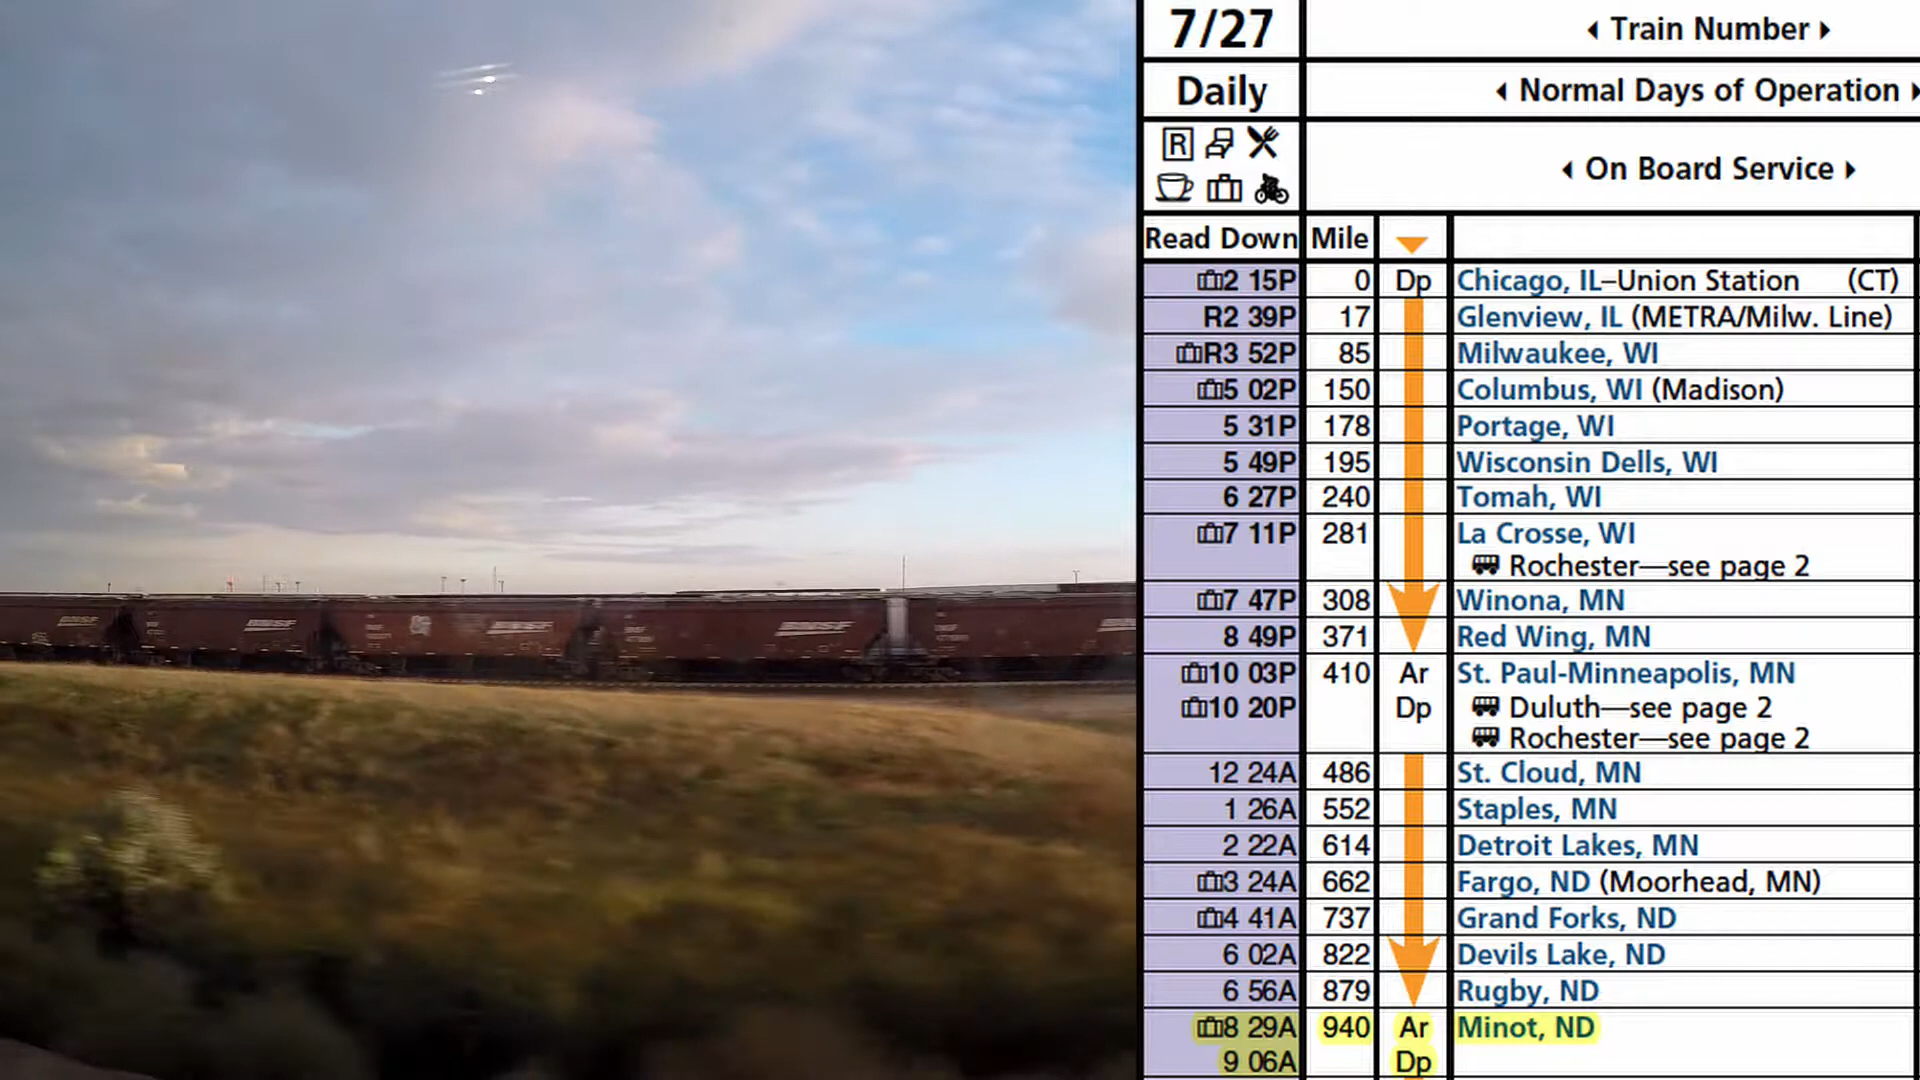 7/27
◂ Train Number ▸
Daily
◂ Normal Days of Operation ▸
R
◂ On Board Service ▸
Read Down Mile
2 15P 0 Dp Chicago, IL–Union Station (CT)
R2 39P 17 Glenview, IL (METRA/Milw. Line)
R3 52P 85 Milwaukee, WI
5 02P 150 Columbus, WI (Madison)
5 31P 178 Portage, WI
5 49P 195 Wisconsin Dells, WI
6 27P 240 Tomah, WI
7 11P 281 La Crosse, WI
Rochester—see page 2
7 47P 308 Winona, MN
8 49P 371 Red Wing, MN
10 03P 410 Ar St. Paul-Minneapolis, MN
10 20P Dp Duluth—see page 2
Rochester—see page 2
12 24A 486 St. Cloud, MN
1 26A 552 Staples, MN
2 22A 614 Detroit Lakes, MN
3 24A 662 Fargo, ND (Moorhead, MN)
4 41A 737 Grand Forks, ND
6 02A 822 Devils Lake, ND
6 56A 879 Rugby, ND
8 29A 940 Ar Minot, ND
9 06A Dp
BNSF
BNSF
BNSF
BNSF